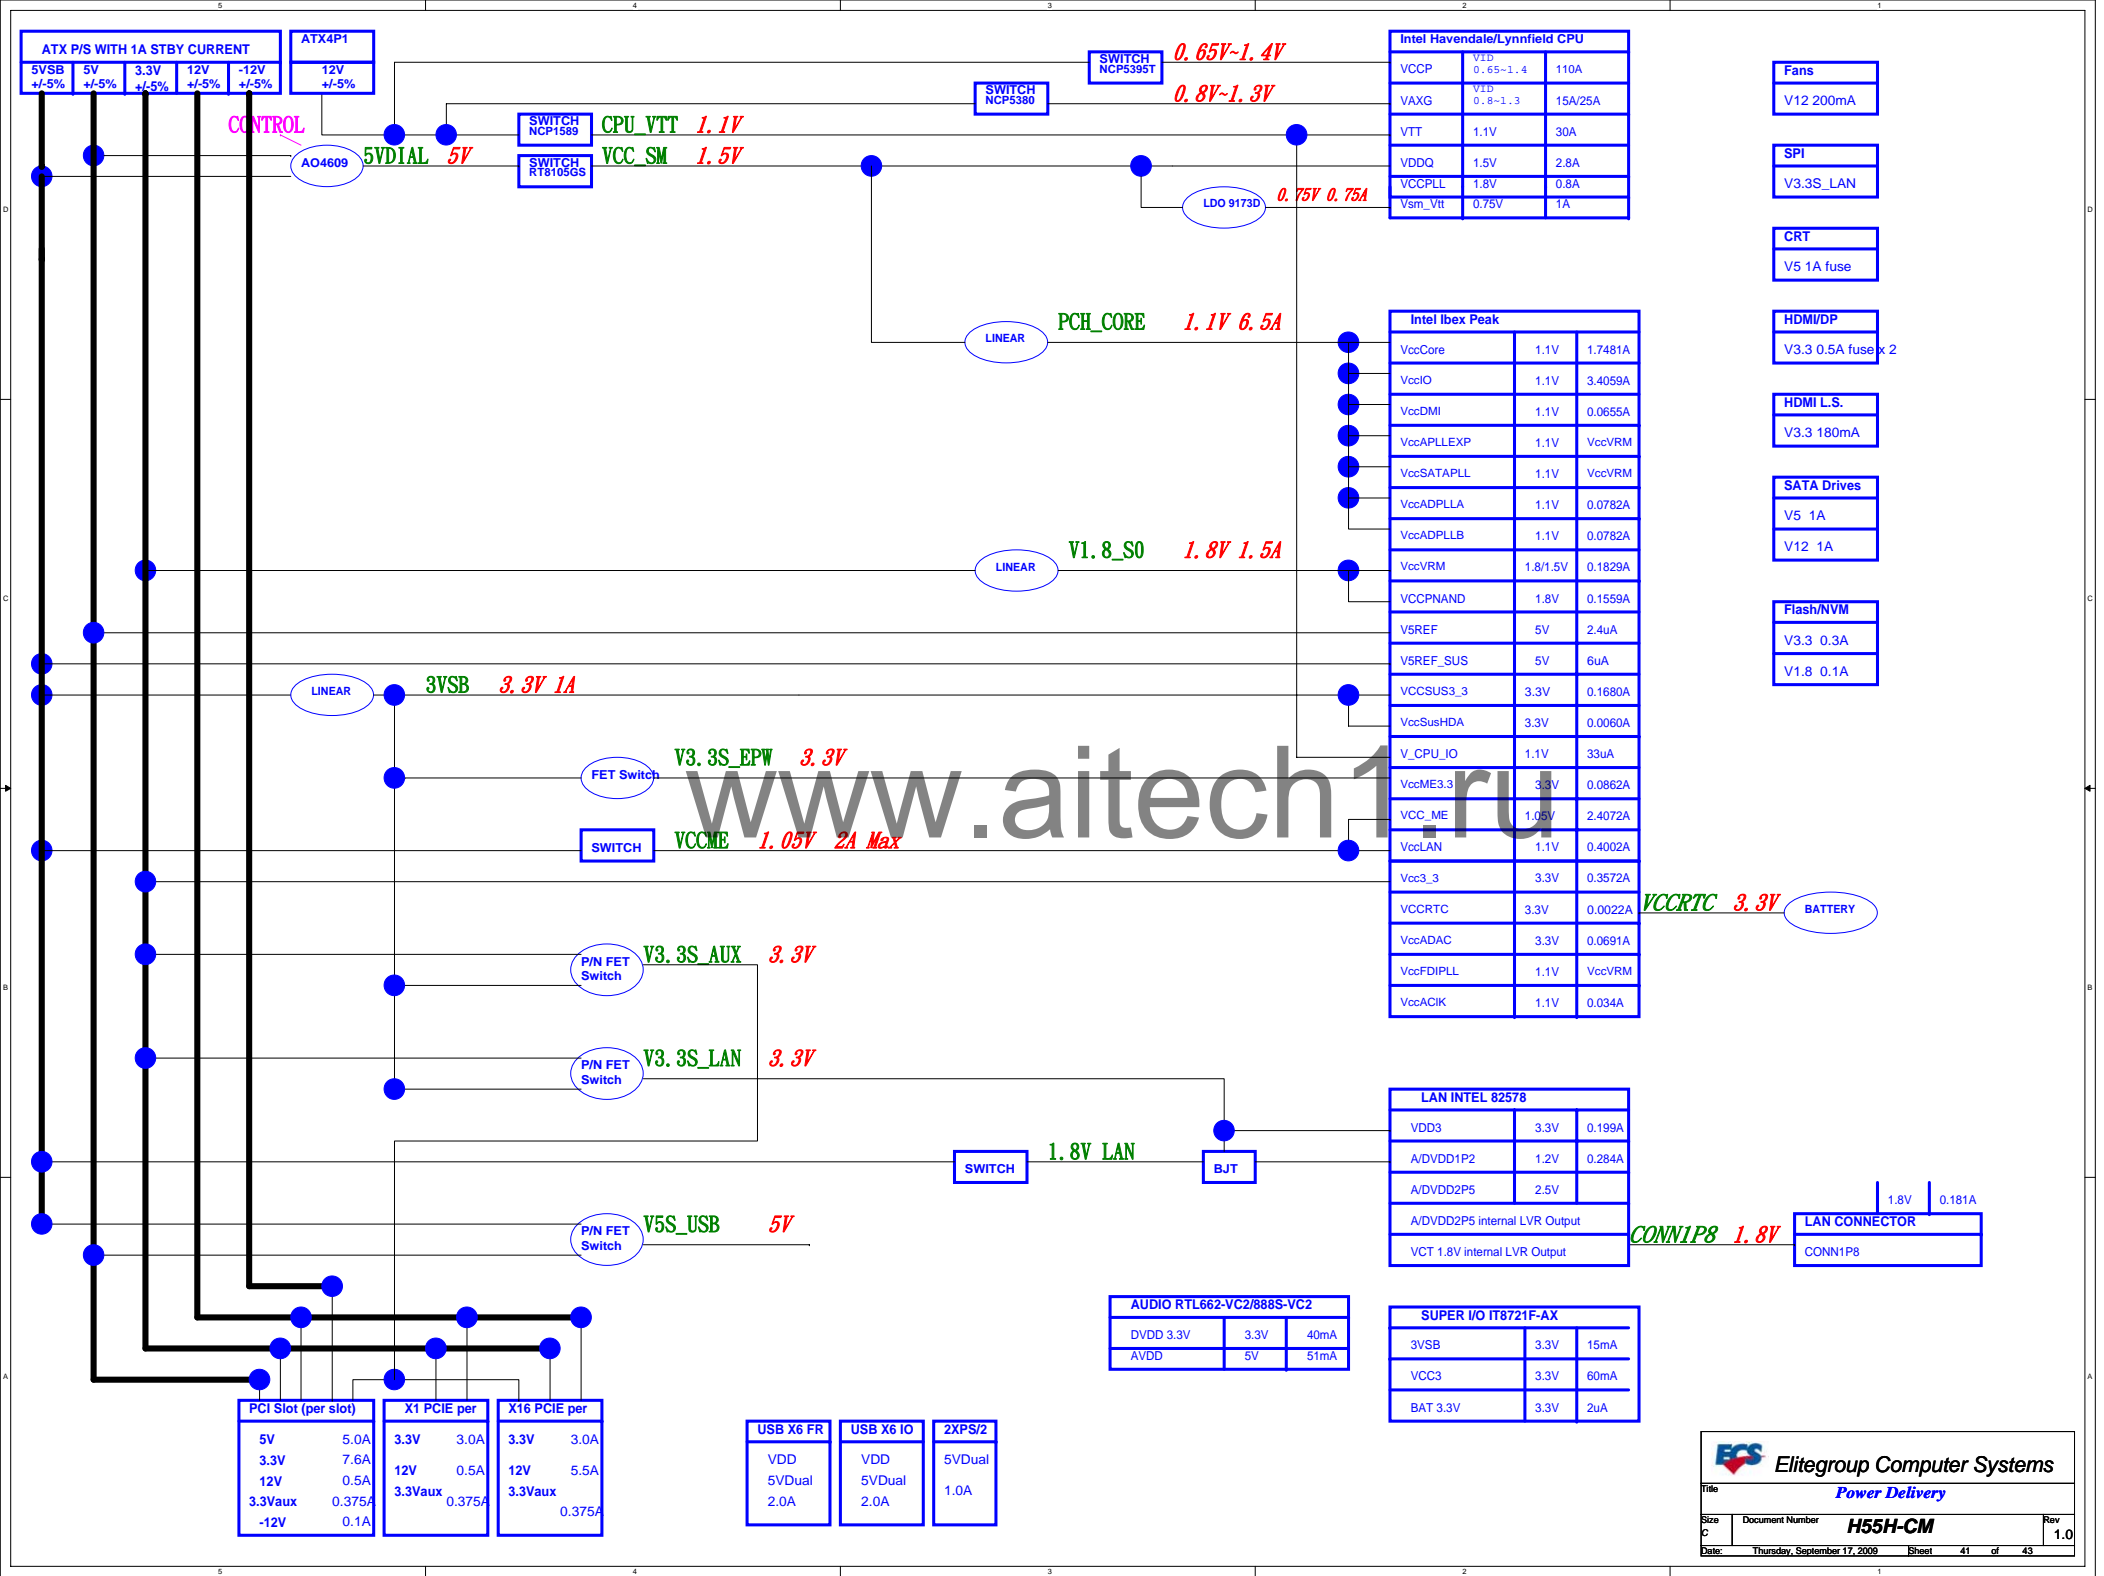 5 4 3 2 1
ATX P/S WITH 1A STBY CURRENT
5VSB +/-5%
5V +/-5%
3.3V +/-5%
12V +/-5%
-12V +/-5%
ATX4P1
12V +/-5%
CONTROL
AO4609
5VDIAL 5V
SWITCH NCP1589
CPU_VTT 1.1V
SWITCH RT8105GS
VCC_SM 1.5V
SWITCH NCP5395T
0.65V~1.4V
SWITCH NCP5380
0.8V~1.3V
LDO 9173D
0.75V 0.75A
Intel Havendale/Lynnfield CPU
VCCP VID 0.65~1.4 110A
VAXG VID 0.8~1.3 15A/25A
VTT 1.1V 30A
VDDQ 1.5V 2.8A
VCCPLL 1.8V 0.8A
Vsm_Vtt 0.75V 1A
Fans
V12 200mA
SPI
V3.3S_LAN
CRT
V5 1A fuse
HDMI/DP
V3.3 0.5A fuse x 2
HDMI L.S.
V3.3 180mA
SATA Drives
V5 1A
V12 1A
Flash/NVM
V3.3 0.3A
V1.8 0.1A
LINEAR
PCH_CORE 1.1V 6.5A
LINEAR
V1.8_S0 1.8V 1.5A
LINEAR
3VSB 3.3V 1A
FET Switch
V3.3S_EPW 3.3V
SWITCH
VCCME 1.05V 2A Max
P/N FET Switch
V3.3S_AUX 3.3V
P/N FET Switch
V3.3S_LAN 3.3V
SWITCH
1.8V LAN
BJT
P/N FET Switch
V5S_USB 5V
Intel Ibex Peak
VccCore 1.1V 1.7481A
VccIO 1.1V 3.4059A
VccDMI 1.1V 0.0655A
VccAPLLEXP 1.1V VccVRM
VccSATAPLL 1.1V VccVRM
VccADPLLA 1.1V 0.0782A
VccADPLLB 1.1V 0.0782A
VccVRM 1.8/1.5V 0.1829A
VCCPNAND 1.8V 0.1559A
V5REF 5V 2.4uA
V5REF_SUS 5V 6uA
VCCSUS3_3 3.3V 0.1680A
VccSusHDA 3.3V 0.0060A
V_CPU_IO 1.1V 33uA
VccME3.3 3.3V 0.0862A
VCC_ME 1.05V 2.4072A
VccLAN 1.1V 0.4002A
Vcc3_3 3.3V 0.3572A
VCCRTC 3.3V 0.0022A
VccADAC 3.3V 0.0691A
VccFDIPLL 1.1V VccVRM
VccAClK 1.1V 0.034A
VCCRTC 3.3V
BATTERY
www.aitech1.ru
LAN INTEL 82578
VDD3 3.3V 0.199A
A/DVDD1P2 1.2V 0.284A
A/DVDD2P5 2.5V
A/DVDD2P5 internal LVR Output
VCT 1.8V internal LVR Output
CONN1P8 1.8V
1.8V 0.181A
LAN CONNECTOR
CONN1P8
AUDIO RTL662-VC2/888S-VC2
DVDD 3.3V 3.3V 40mA
AVDD 5V 51mA
SUPER I/O IT8721F-AX
3VSB 3.3V 15mA
VCC3 3.3V 60mA
BAT 3.3V 3.3V 2uA
PCI Slot (per slot)
5V 5.0A
3.3V 7.6A
12V 0.5A
3.3Vaux 0.375A
-12V 0.1A
X1 PCIE per
3.3V 3.0A
12V 0.5A
3.3Vaux 0.375A
X16 PCIE per
3.3V 3.0A
12V 5.5A
3.3Vaux 0.375A
USB X6 FR
VDD
5VDual
2.0A
USB X6 IO
VDD
5VDual
2.0A
2XPS/2
5VDual
1.0A
ECS Elitegroup Computer Systems
Title
Power Delivery
Size C
Document Number H55H-CM
Rev 1.0
Date: Thursday, September 17, 2009 Sheet 41 of 43
D D
C C
B B
A A
5 4 3 2 1